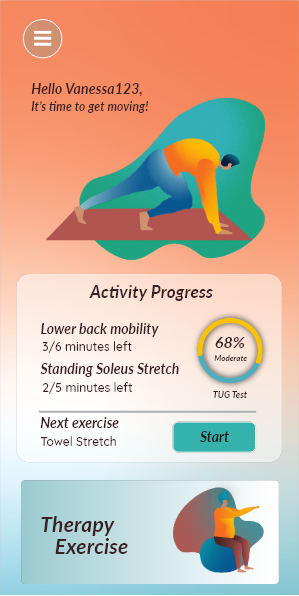 Hello Vanessa123,
It's time to get moving!
Activity Progress
Lower back mobility
3/6 minutes left
Standing Soleus Stretch
2/5 minutes left
68%
Moderate
TUG Test
Next exercise
Towel Stretch
Start
Therapy
Exercise